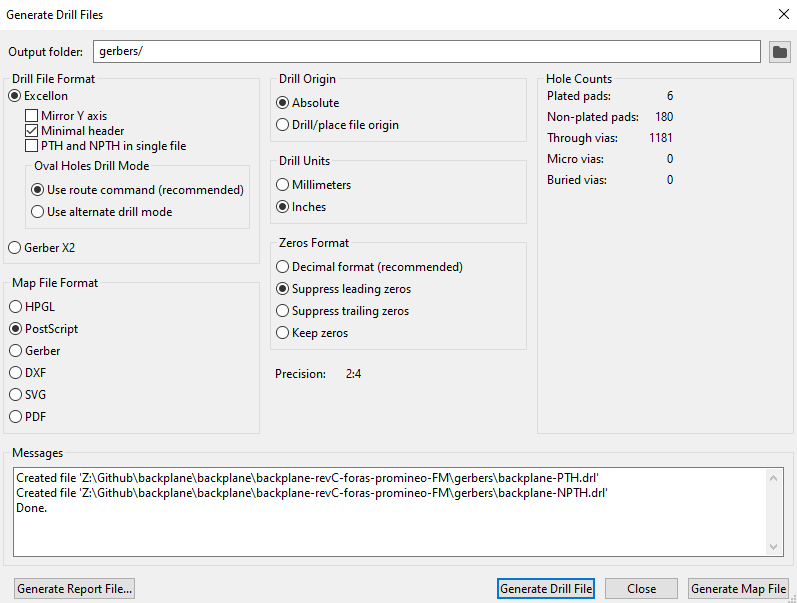 Generate Drill Files
Output folder: gerbers/
Drill File Format
Excellon
Mirror Y axis
Minimal header
PTH and NPTH in single file
Oval Holes Drill Mode
Use route command (recommended)
Use alternate drill mode
Gerber X2
Map File Format
HPGL
PostScript
Gerber
DXF
SVG
PDF
Drill Origin
Absolute
Drill/place file origin
Drill Units
Millimeters
Inches
Zeros Format
Decimal format (recommended)
Suppress leading zeros
Suppress trailing zeros
Keep zeros
Precision: 2:4
Hole Counts
Plated pads: 6
Non-plated pads: 180
Through vias: 1181
Micro vias: 0
Buried vias: 0
Messages
Created file 'Z:\Github\backplane\backplane\backplane-revC-foras-promineo-FM\gerbers\backplane-PTH.drl'
Created file 'Z:\Github\backplane\backplane\backplane-revC-foras-promineo-FM\gerbers\backplane-NPTH.drl'
Done.
Generate Report File... Generate Drill File Close Generate Map File